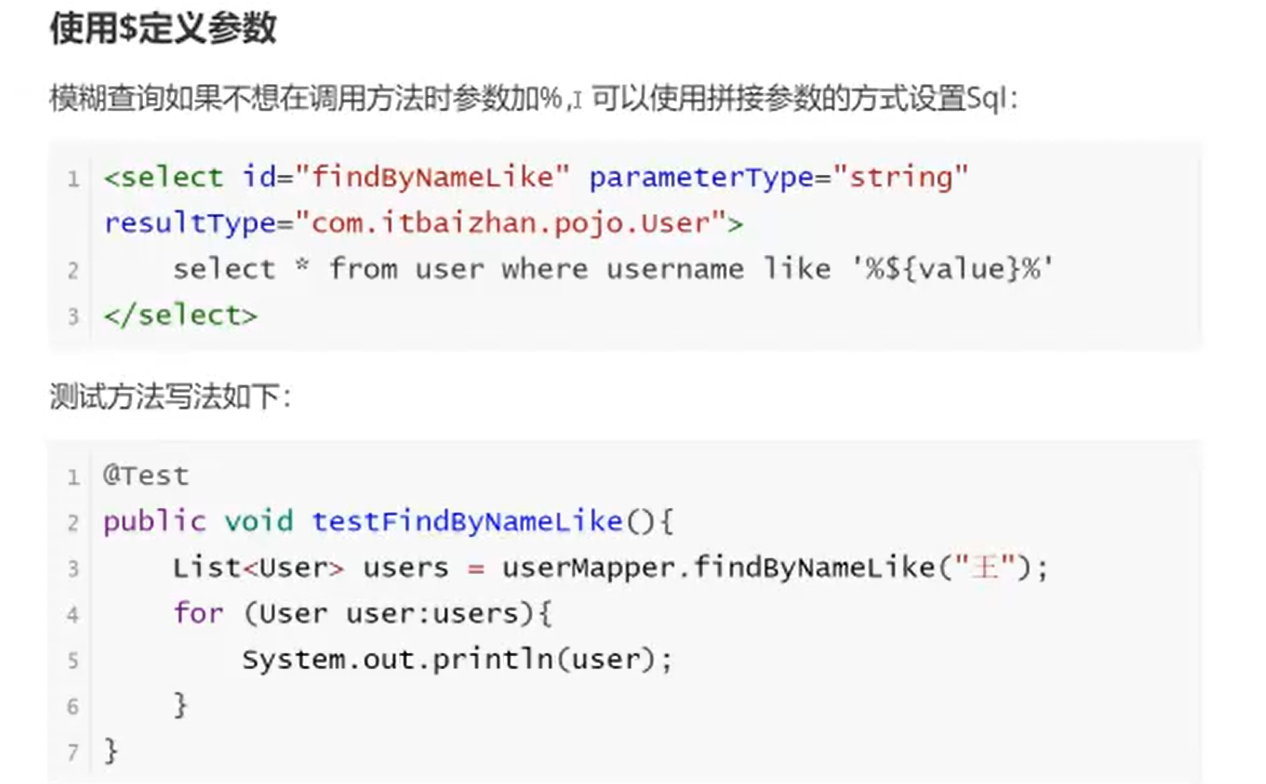 使用$定义参数
模糊查询如果不想在调用方法时参数加%，可以使用拼接参数的方式设置Sql：
1 <select id="findByNameLike" parameterType="string"
resultType="com.itbaizhan.pojo.User">
2     select * from user where username like '%${value}%'
3 </select>
测试方法写法如下：
1 @Test
2 public void testFindByNameLike(){
3     List<User> users = userMapper.findByNameLike("王");
4     for (User user:users){
5         System.out.println(user);
6     }
7 }